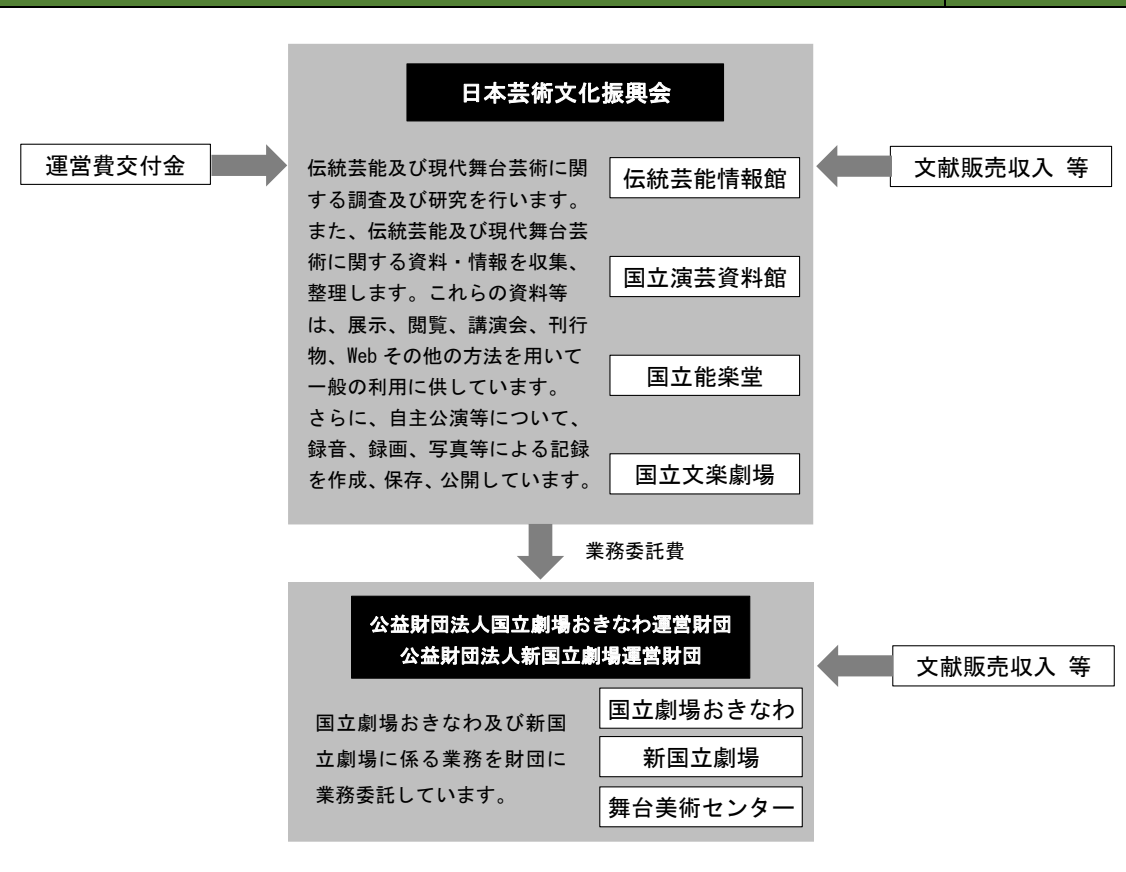 日本芸術文化振興会
運営費交付金
伝統芸能及び現代舞台芸術に関
する調査及び研究を行います。
また、伝統芸能及び現代舞台芸
術に関する資料・情報を収集、
整理します。これらの資料等
は、展示、閲覧、講演会、刊行
物、Web その他の方法を用いて
一般の利用に供しています。
さらに、自主公演等について、
録音、録画、写真等による記録
を作成、保存、公開しています。
伝統芸能情報館
国立演芸資料館
国立能楽堂
国立文楽劇場
文献販売収入 等
業務委託費
公益財団法人国立劇場おきなわ運営財団
公益財団法人新国立劇場運営財団
国立劇場おきなわ及び新国
立劇場に係る業務を財団に
業務委託しています。
国立劇場おきなわ
新国立劇場
舞台美術センター
文献販売収入 等